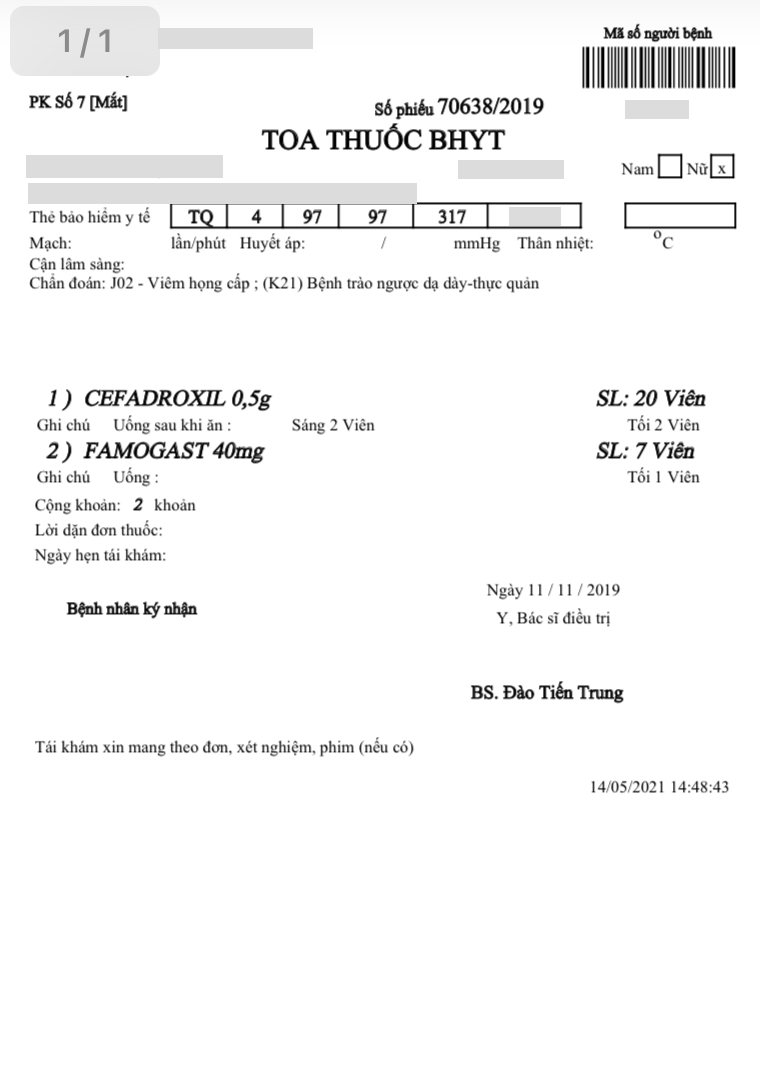 1/1
Mã số người bệnh
PK Số 7 [Mắt]
Số phiếu 70638/2019
TOA THUỐC BHYT
Nam Nữ x
Thẻ bảo hiểm y tế TQ 4 97 97 317
Mạch: lần/phút Huyết áp: / mmHg Thân nhiệt: °C
Cận lâm sàng:
Chẩn đoán: J02 - Viêm họng cấp ; (K21) Bệnh trào ngược dạ dày-thực quản
1 ) CEFADROXIL 0,5g SL: 20 Viên
Ghi chú Uống sau khi ăn : Sáng 2 Viên Tối 2 Viên
2 ) FAMOGAST 40mg SL: 7 Viên
Ghi chú Uống : Tối 1 Viên
Cộng khoản: 2 khoản
Lời dặn đơn thuốc:
Ngày hẹn tái khám:
Ngày 11 / 11 / 2019
Bệnh nhân ký nhận
Y, Bác sĩ điều trị
BS. Đào Tiến Trung
Tái khám xin mang theo đơn, xét nghiệm, phim (nếu có)
14/05/2021 14:48:43